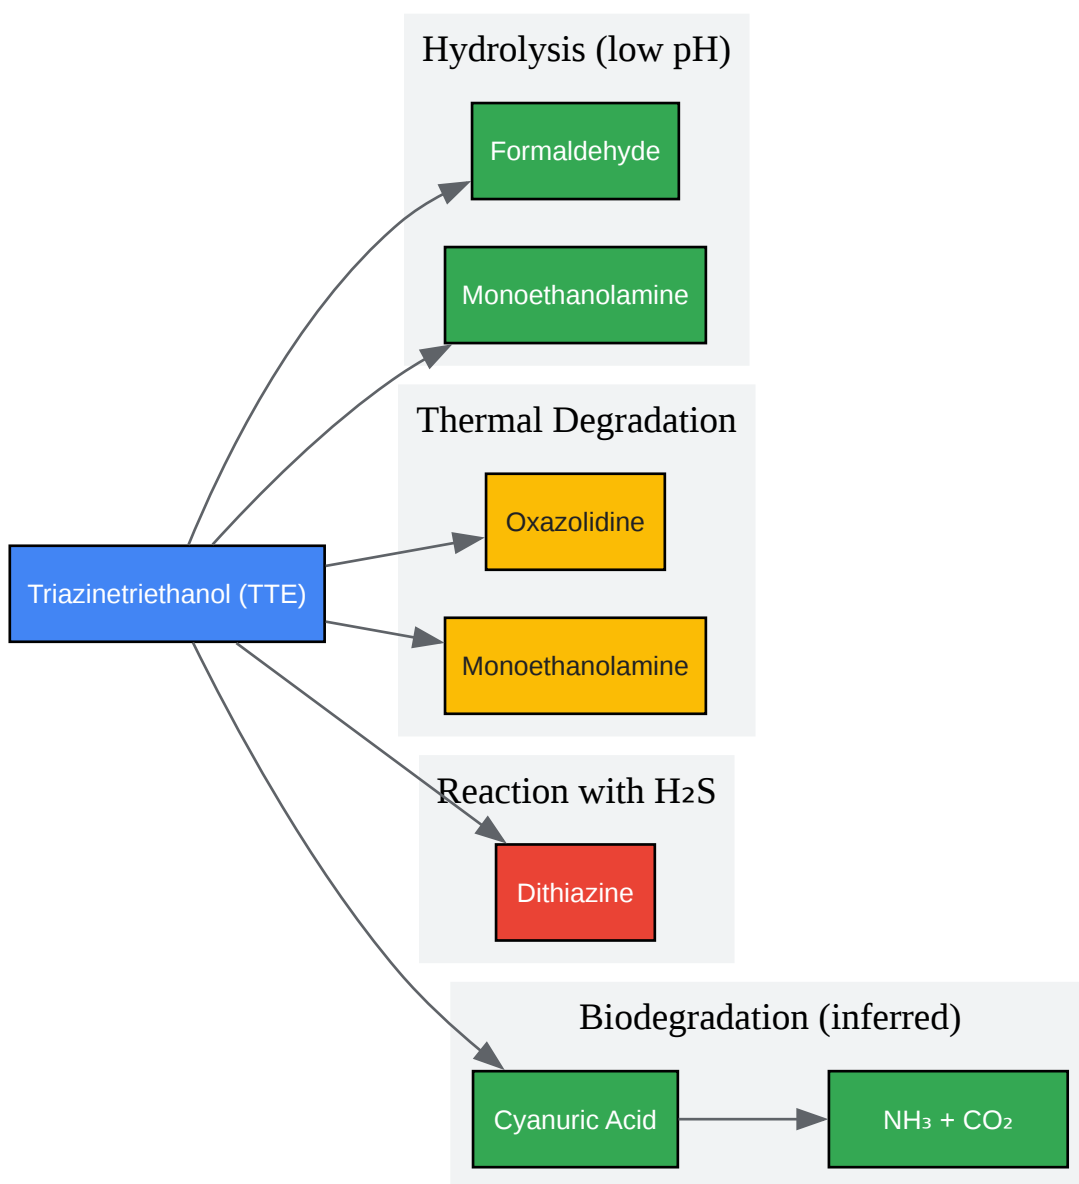 Hydrolysis (low pH)
Formaldehyde
Monoethanolamine
Thermal Degradation
Oxazolidine
Triazinetriethanol (TTE)
Monoethanolamine
Reaction with H₂S
Dithiazine
Biodegradation (inferred)
Cyanuric Acid
NH₃ + CO₂